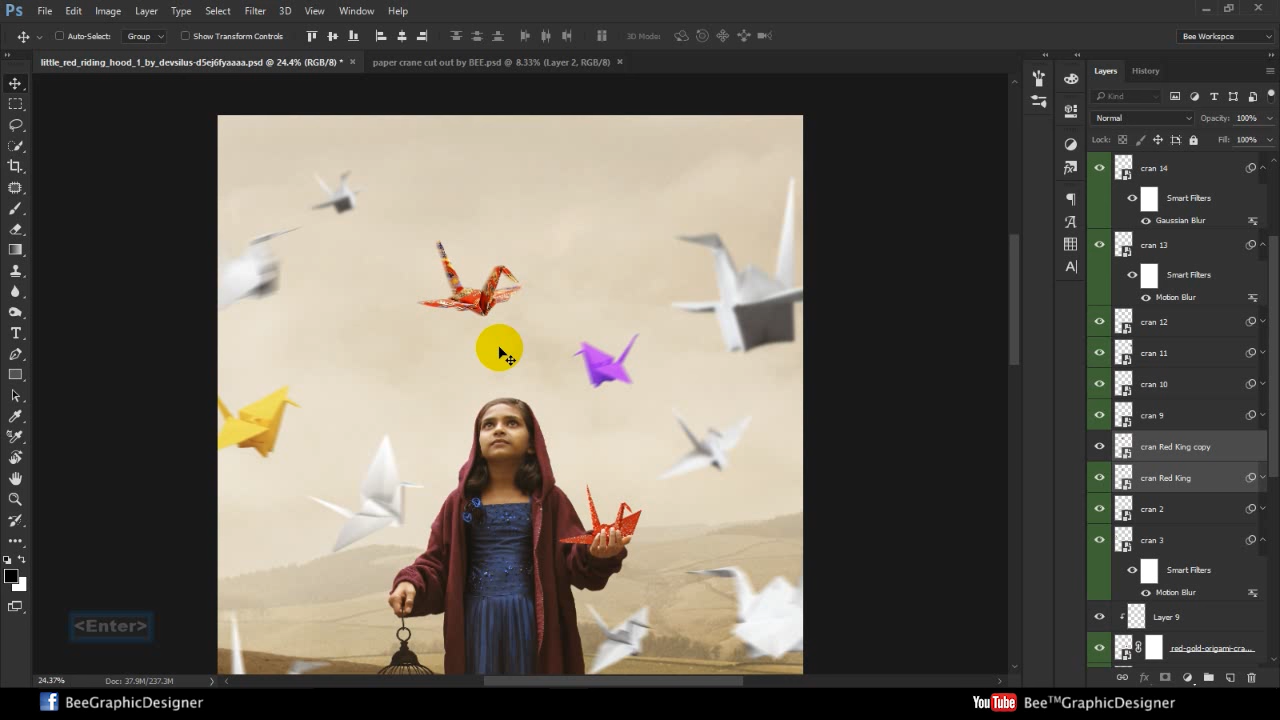 Ps File Edit Image Layer Type Select Filter 3D View Window Help
Auto-Select: Group Show Transform Controls 3D Mode: Bee Workspce
little_red_riding_hood_1_by_devsilus-d5ej6fyaaaa.psd @ 24.4% (RGB/8) * × paper crane cut out by BEE.psd @ 8.33% (Layer 2, RGB/8) ×
Layers History
Kind
Normal Opacity: 100%
Lock: Fill: 100%
cran 14
Smart Filters
Gaussian Blur
cran 13
Smart Filters
Motion Blur
cran 12
cran 11
cran 10
cran 9
cran Red King copy
cran Red King
cran 2
cran 3
Smart Filters
Motion Blur
Layer 9
red-gold-origami-cra...
<Enter>
24.37% Doc: 37.9M/237.3M
BeeGraphicDesigner
YouTube Bee™GraphicDesigner